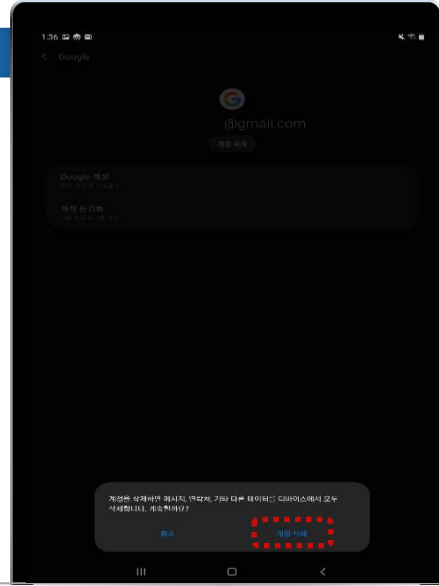 1:36
Google
@gmail.com
계정 삭제
Google 계정
계정 동기화
계정을 삭제하면 메시지, 연락처, 기타 다른 데이터를 디바이스에서 모두
삭제합니다. 계속할까요?
취소
계정 삭제